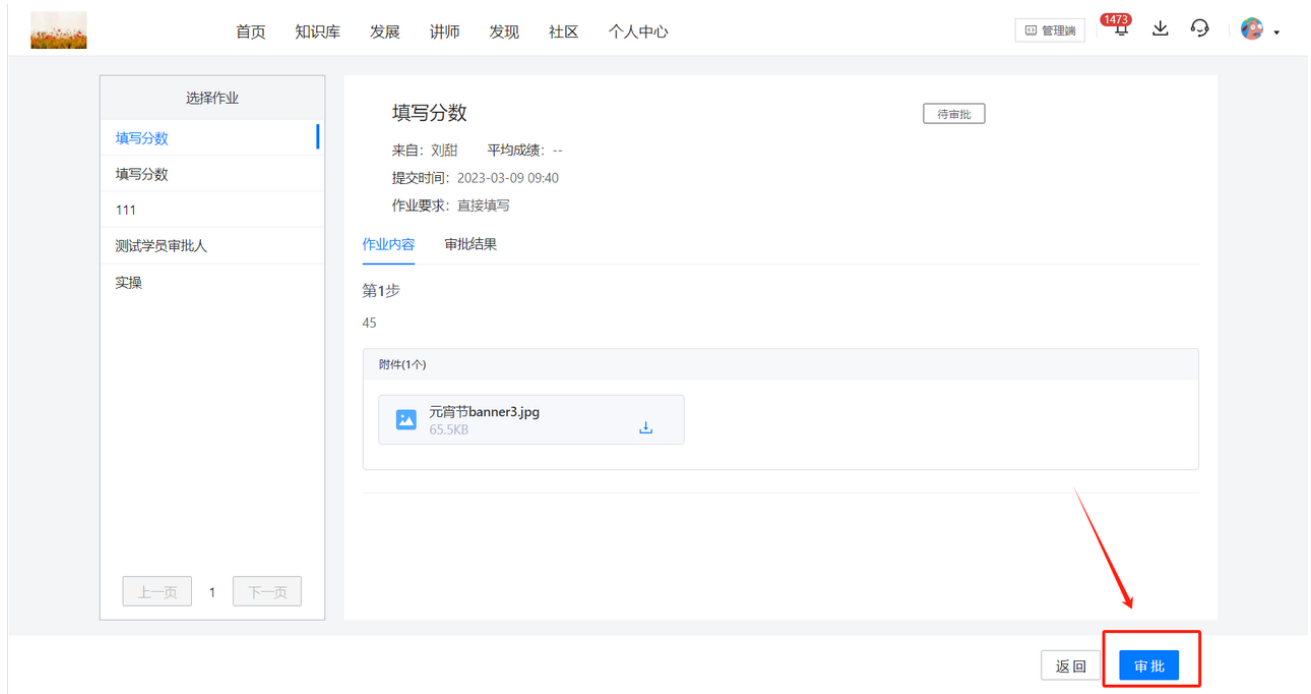 首页 知识库 发展 讲师 发现 社区 个人中心 管理端 1473
选择作业
填写分数
填写分数
111
测试学员审批人
实操
上一页 1 下一页
填写分数 待审批
来自：刘甜 平均成绩：--
提交时间：2023-03-09 09:40
作业要求：直接填写
作业内容 审批结果
第1步
45
附件(1个)
元宵节banner3.jpg
65.5KB
返回 审批